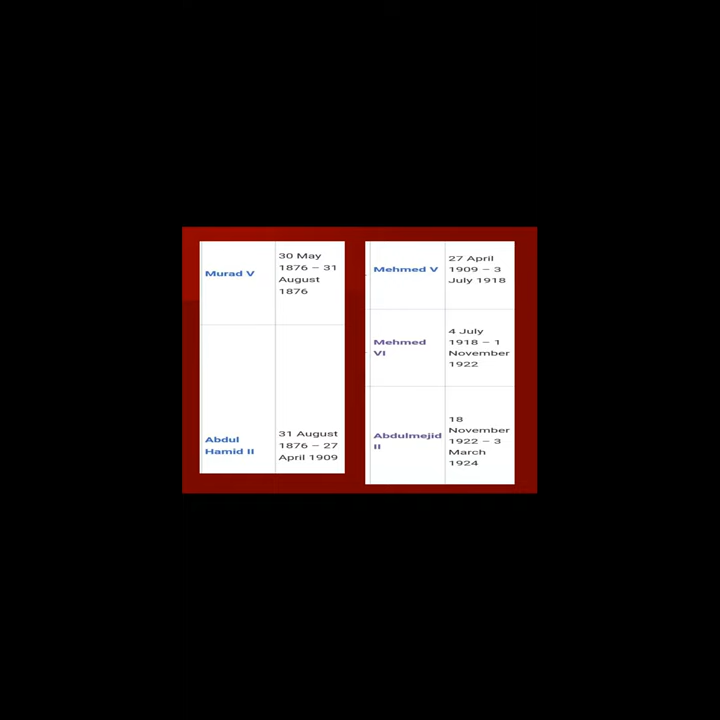 Murad V
30 May
1876 – 31
August
1876
Abdul
Hamid II
31 August
1876 – 27
April 1909
Mehmed V
27 April
1909 – 3
July 1918
Mehmed
VI
4 July
1918 – 1
November
1922
Abdulmejid
II
18
November
1922 – 3
March
1924